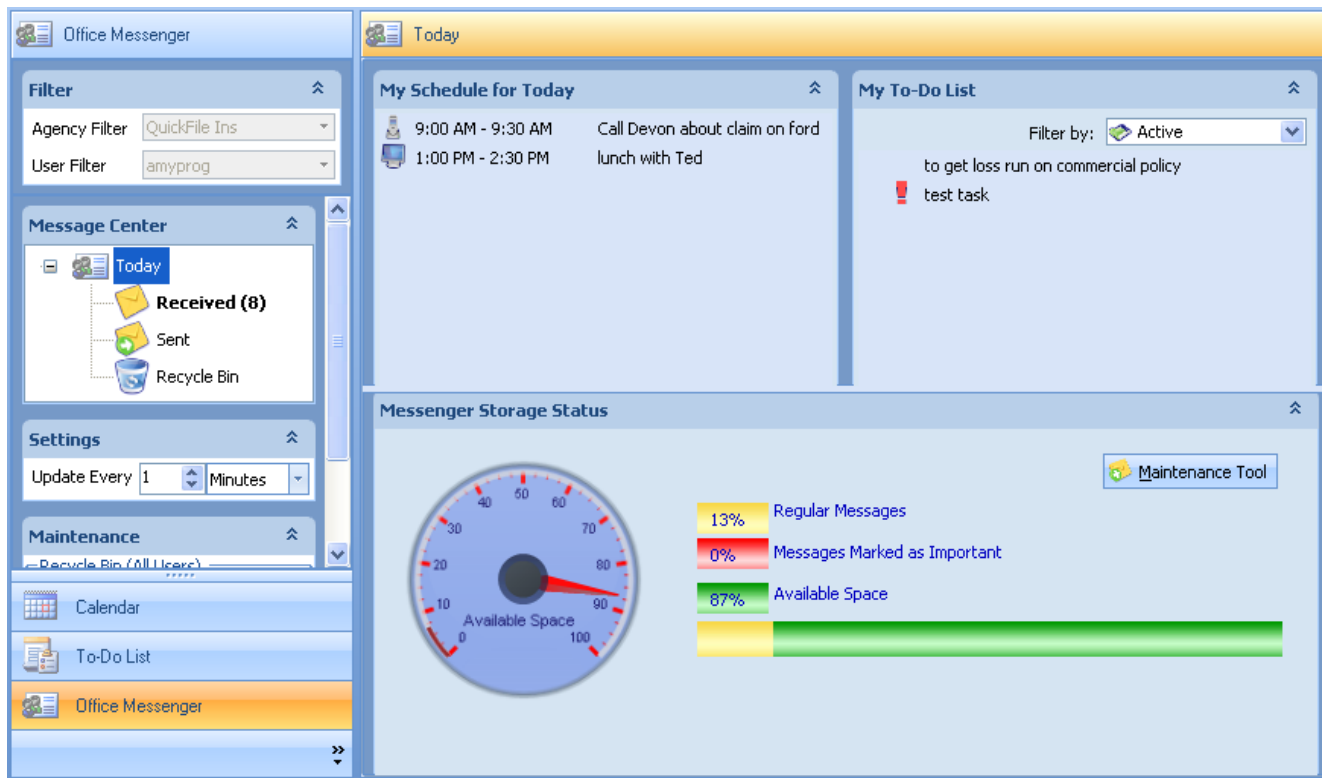 Office Messenger
Filter
Agency Filter QuickFile Ins
User Filter amyprog
Message Center
Today
Received (8)
Sent
Recycle Bin
Settings
Update Every 1 Minutes
Maintenance
Recycle Bin (All Users)
Calendar
To-Do List
Office Messenger
Today
My Schedule for Today
9:00 AM - 9:30 AM Call Devon about claim on ford
1:00 PM - 2:30 PM lunch with Ted
My To-Do List
Filter by: Active
to get loss run on commercial policy
test task
Messenger Storage Status
Maintenance Tool
0
10
20
30
40
50
60
70
80
90
100
Available Space
13% Regular Messages
0% Messages Marked as Important
87% Available Space